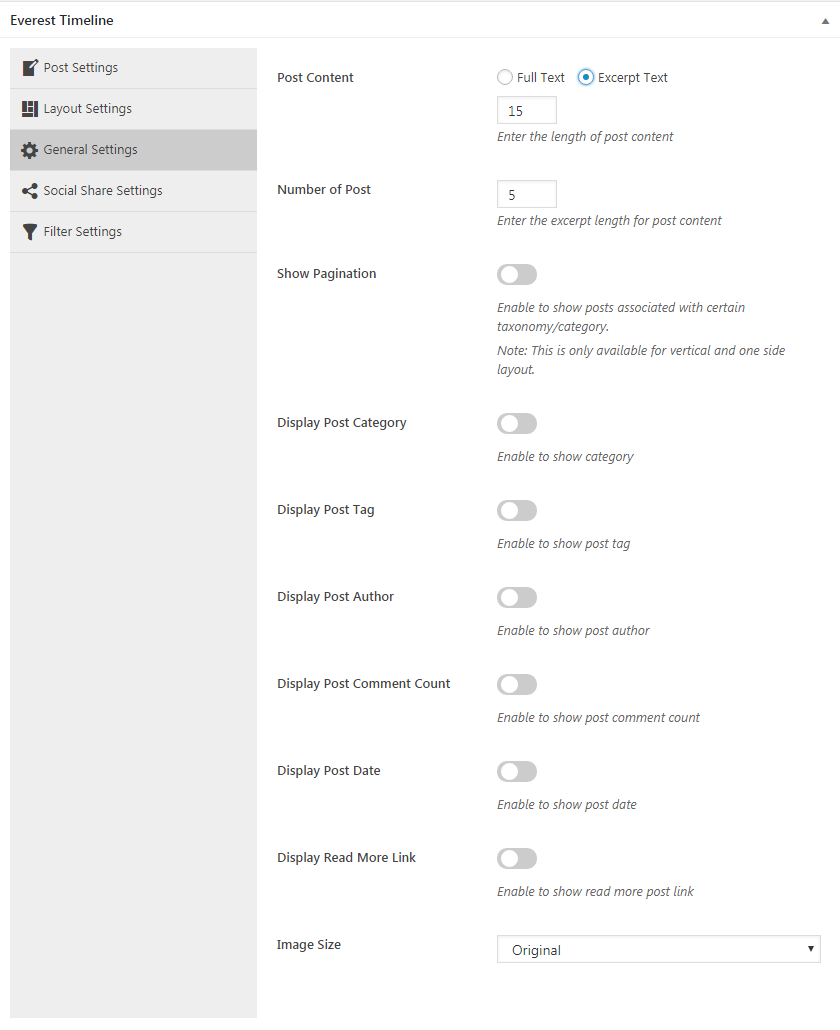 Everest Timeline
Post Settings
Layout Settings
General Settings
Social Share Settings
Filter Settings
Post Content
Full Text
Excerpt Text
15
Enter the length of post content
Number of Post
5
Enter the excerpt length for post content
Show Pagination
Enable to show posts associated with certain
taxonomy/category.
Note: This is only available for vertical and one side
layout.
Display Post Category
Enable to show category
Display Post Tag
Enable to show post tag
Display Post Author
Enable to show post author
Display Post Comment Count
Enable to show post comment count
Display Post Date
Enable to show post date
Display Read More Link
Enable to show read more post link
Image Size
Original